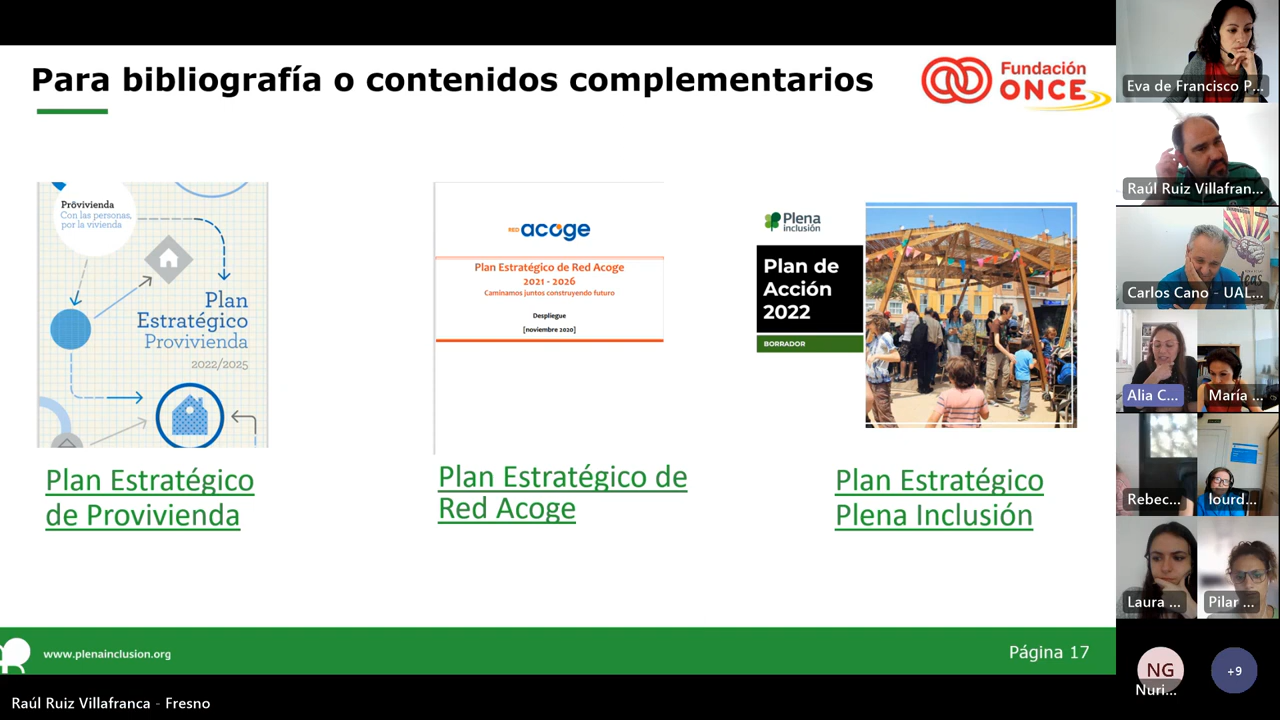 Para bibliografía o contenidos complementarios
Fundación
ONCE
Provivienda
Con las personas,
por la vivienda
Plan
Estratégico
Provivienda
2022/2025
RED acoge
Plan Estratégico de Red Acoge
2021 - 2026
Caminamos juntos construyendo futuro
Despliegue
[noviembre 2020]
Plena
inclusión
Plan de
Acción
2022
BORRADOR
Plan Estratégico
de Provivienda
Plan Estratégico de
Red Acoge
Plan Estratégico
Plena Inclusión
www.plenainclusion.org
Página 17
Raúl Ruiz Villafranca - Fresno
Eva de Francisco P...
Raúl Ruiz Villafran...
Carlos Cano - UAL...
Alia C...
María ...
Rebec...
lourd...
Laura ...
Pilar ...
NG
Nuri...
+9